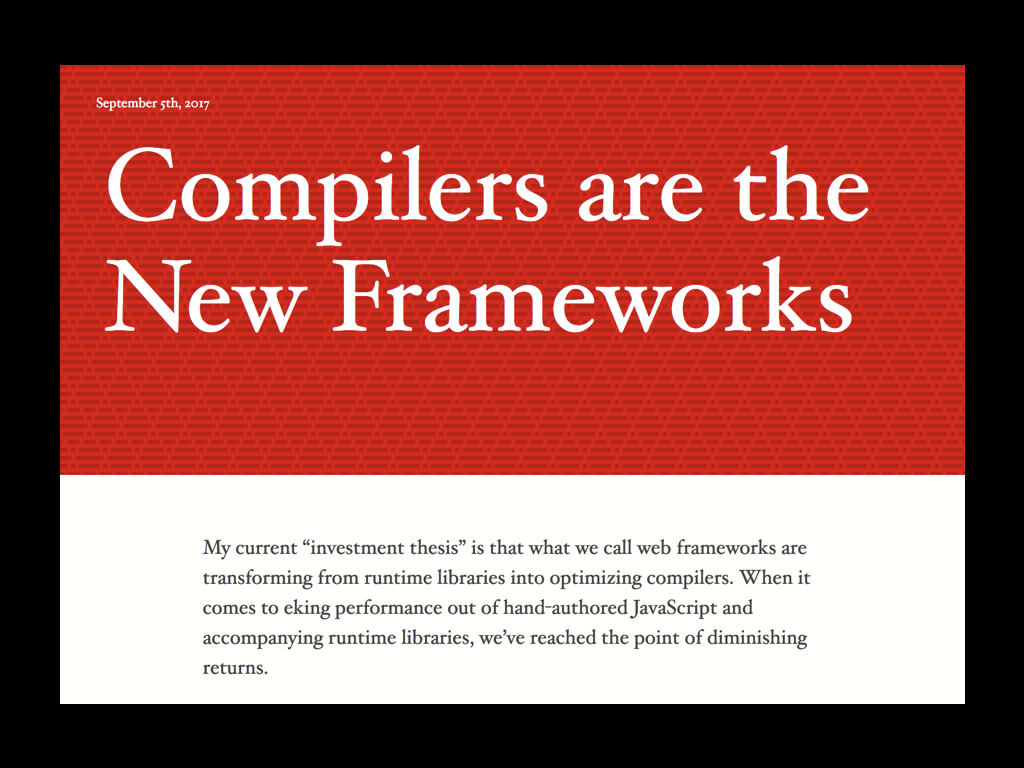 September 5th, 2017
Compilers are the
New Frameworks
My current “investment thesis” is that what we call web frameworks are
transforming from runtime libraries into optimizing compilers. When it
comes to eking performance out of hand-authored JavaScript and
accompanying runtime libraries, we’ve reached the point of diminishing
returns.